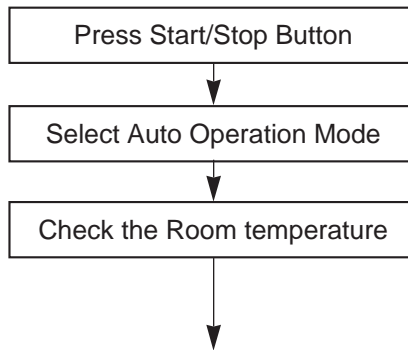 Press Start/Stop Button
Select Auto Operation Mode
Check the Room temperature